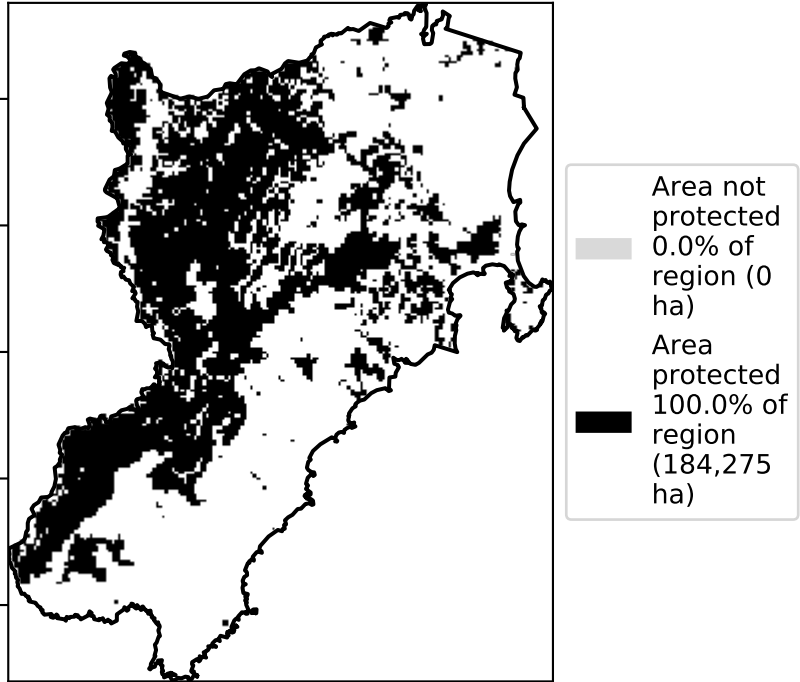 Area not
protected
0.0% of
region (0
ha)
Area
protected
100.0% of
region
(184,275
ha)